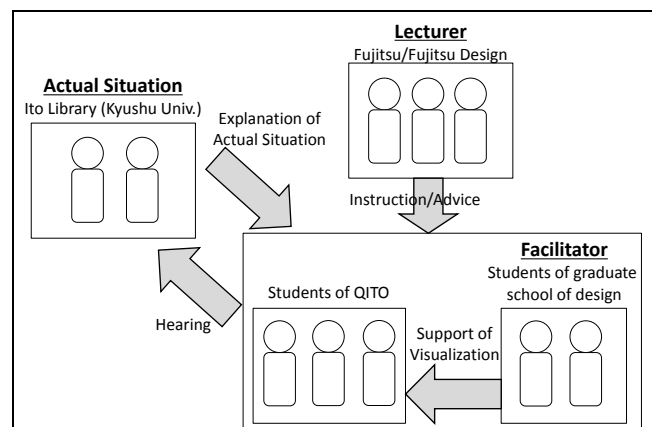 Lecturer
Fujitsu/Fujitsu Design
Actual Situation
Ito Library (Kyushu Univ.)
Explanation of
Actual Situation
Instruction/Advice
Facilitator
Students of graduate
school of design
Students of QITO
Hearing
Support of
Visualization